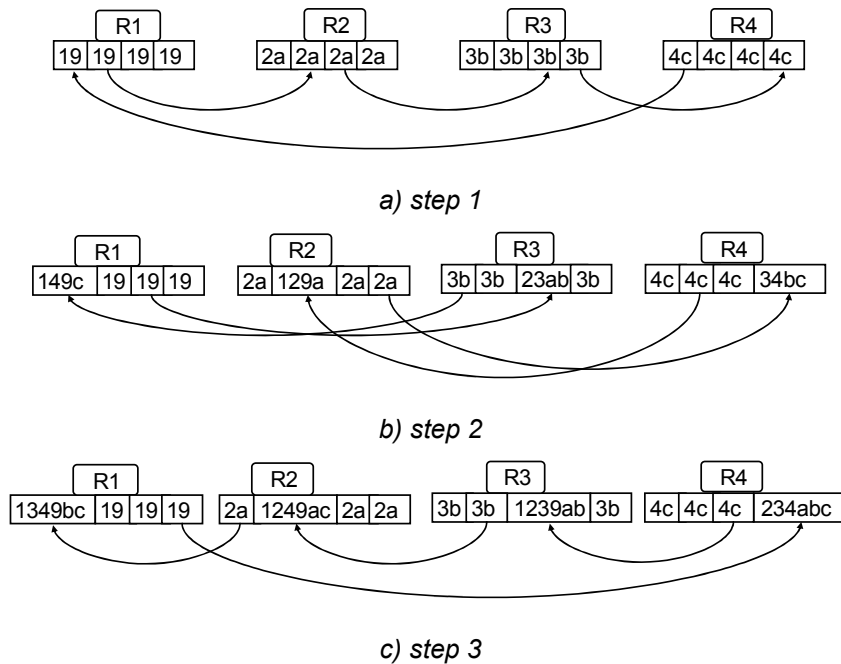 R1 R2 R3 R4
19 19 19 19 2a 2a 2a 2a 3b 3b 3b 3b 4c 4c 4c 4c
a) step 1
R1 R2 R3 R4
149c 19 19 19 2a 129a 2a 2a 3b 3b 23ab 3b 4c 4c 4c 34bc
b) step 2
R1 R2 R3 R4
1349bc 19 19 19 2a 1249ac 2a 2a 3b 3b 1239ab 3b 4c 4c 4c 234abc
c) step 3